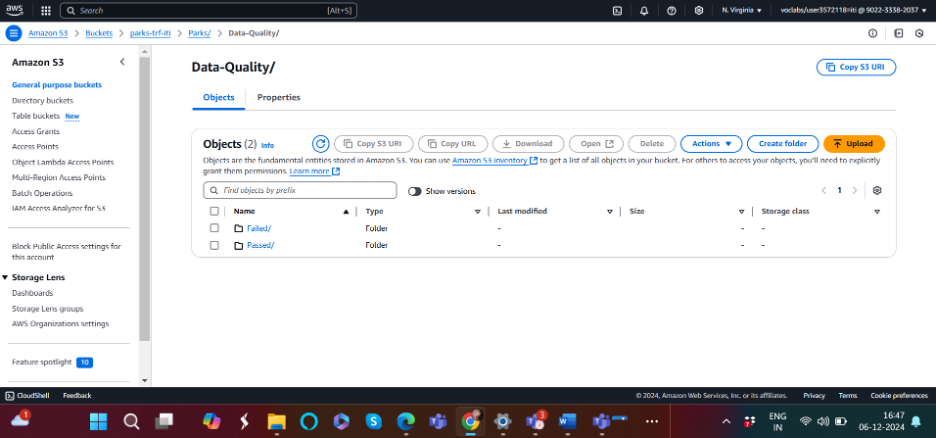 aws
Search [Alt+S]
N. Virginia
voclabs/user3572118=iti @ 9022-3338-2037
Amazon S3 > Buckets > parks-trf-iti > Parks/ > Data-Quality/
Amazon S3
General purpose buckets
Directory buckets
Table buckets New
Access Grants
Access Points
Object Lambda Access Points
Multi-Region Access Points
Batch Operations
IAM Access Analyzer for S3
Block Public Access settings for
this account
Storage Lens
Dashboards
Storage Lens groups
AWS Organizations settings
Feature spotlight 10
Data-Quality/
Copy S3 URI
Objects Properties
Objects (2) Info
Copy S3 URI Copy URL Download Open Delete Actions Create folder Upload
Objects are the fundamental entities stored in Amazon S3. You can use Amazon S3 inventory to get a list of all objects in your bucket. For others to access your objects, you'll need to explicitly
grant them permissions. Learn more
Find objects by prefix Show versions 1
Name Type Last modified Size Storage class
Failed/ Folder - - -
Passed/ Folder - - -
CloudShell Feedback © 2024, Amazon Web Services, Inc. or its affiliates. Privacy Terms Cookie preferences
1
3
ENG
IN
16:47
06-12-2024